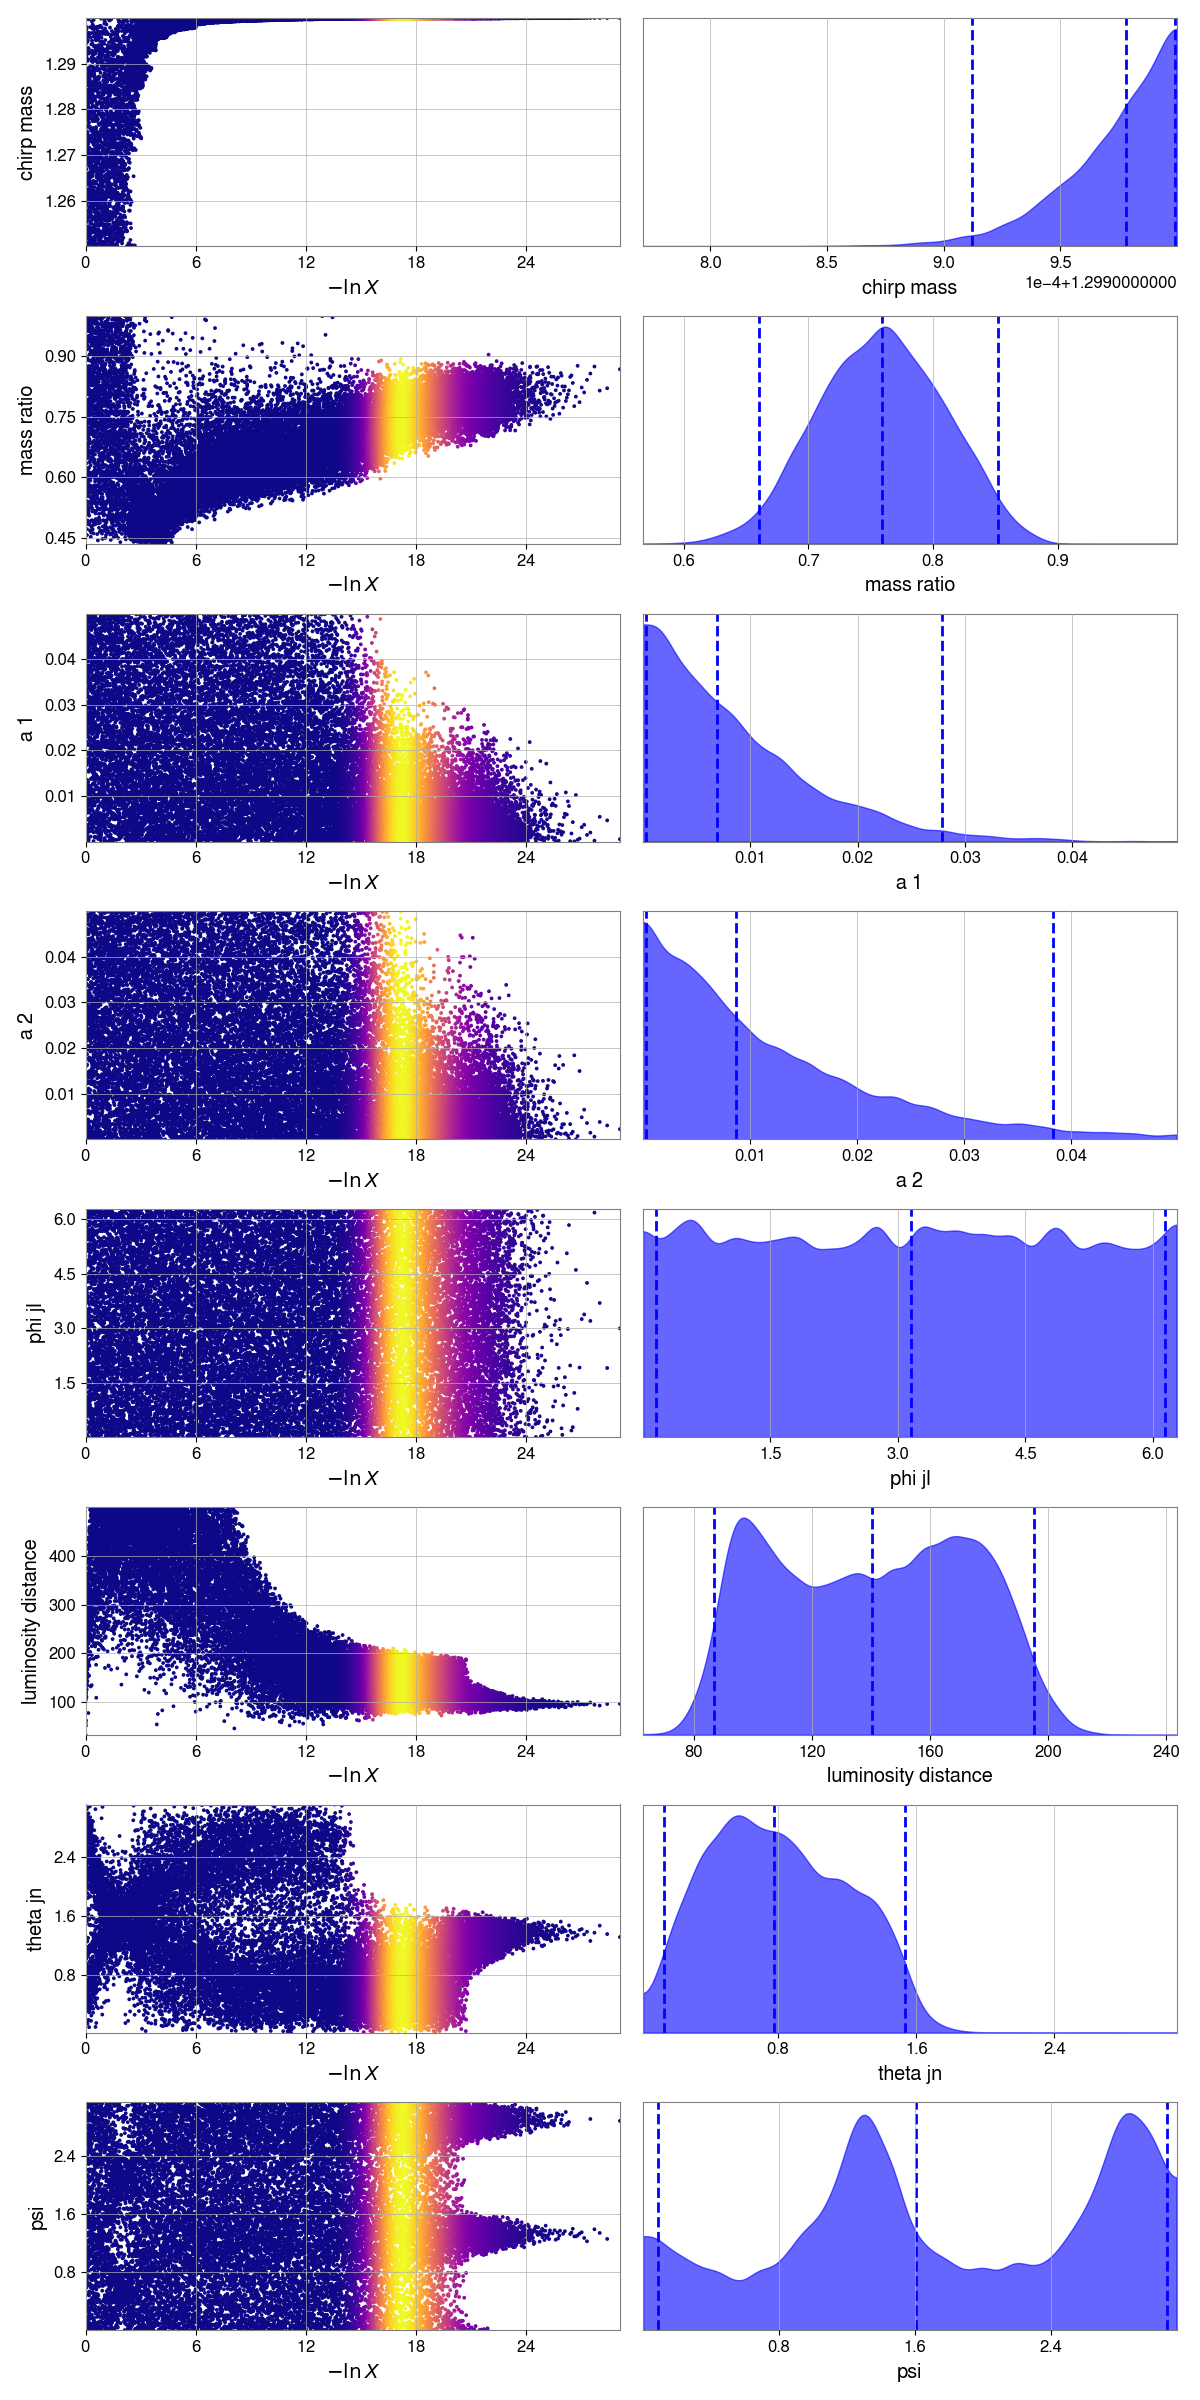 1.29
1.28
1.27
1.26
chirp mass
0 6 12 18 24
−ln X
8.0 8.5 9.0 9.5
1e−4+1.2990000000
chirp mass
0.90
0.75
0.60
0.45
mass ratio
0 6 12 18 24
−ln X
0.6 0.7 0.8 0.9
mass ratio
0.04
0.03
0.02
0.01
a 1
0 6 12 18 24
−ln X
0.01 0.02 0.03 0.04
a 1
0.04
0.03
0.02
0.01
a 2
0 6 12 18 24
−ln X
0.01 0.02 0.03 0.04
a 2
6.0
4.5
3.0
1.5
phi jl
0 6 12 18 24
−ln X
1.5 3.0 4.5 6.0
phi jl
400
300
200
100
luminosity distance
0 6 12 18 24
−ln X
80 120 160 200 240
luminosity distance
2.4
1.6
0.8
theta jn
0 6 12 18 24
−ln X
0.8 1.6 2.4
theta jn
2.4
1.6
0.8
psi
0 6 12 18 24
−ln X
0.8 1.6 2.4
psi